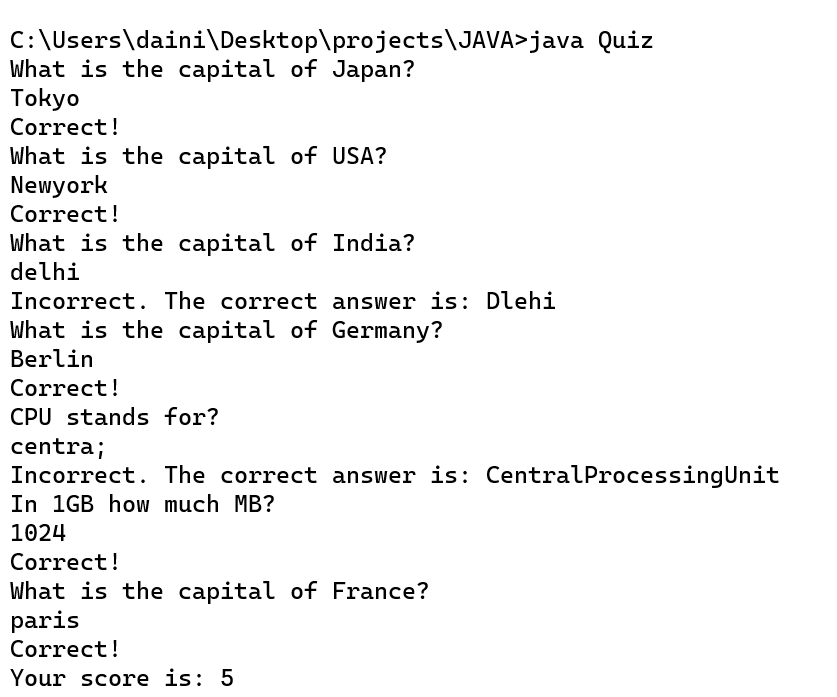 C:\Users\daini\Desktop\projects\JAVA>java Quiz
What is the capital of Japan?
Tokyo
Correct!
What is the capital of USA?
Newyork
Correct!
What is the capital of India?
delhi
Incorrect. The correct answer is: Dlehi
What is the capital of Germany?
Berlin
Correct!
CPU stands for?
centra;
Incorrect. The correct answer is: CentralProcessingUnit
In 1GB how much MB?
1024
Correct!
What is the capital of France?
paris
Correct!
Your score is: 5